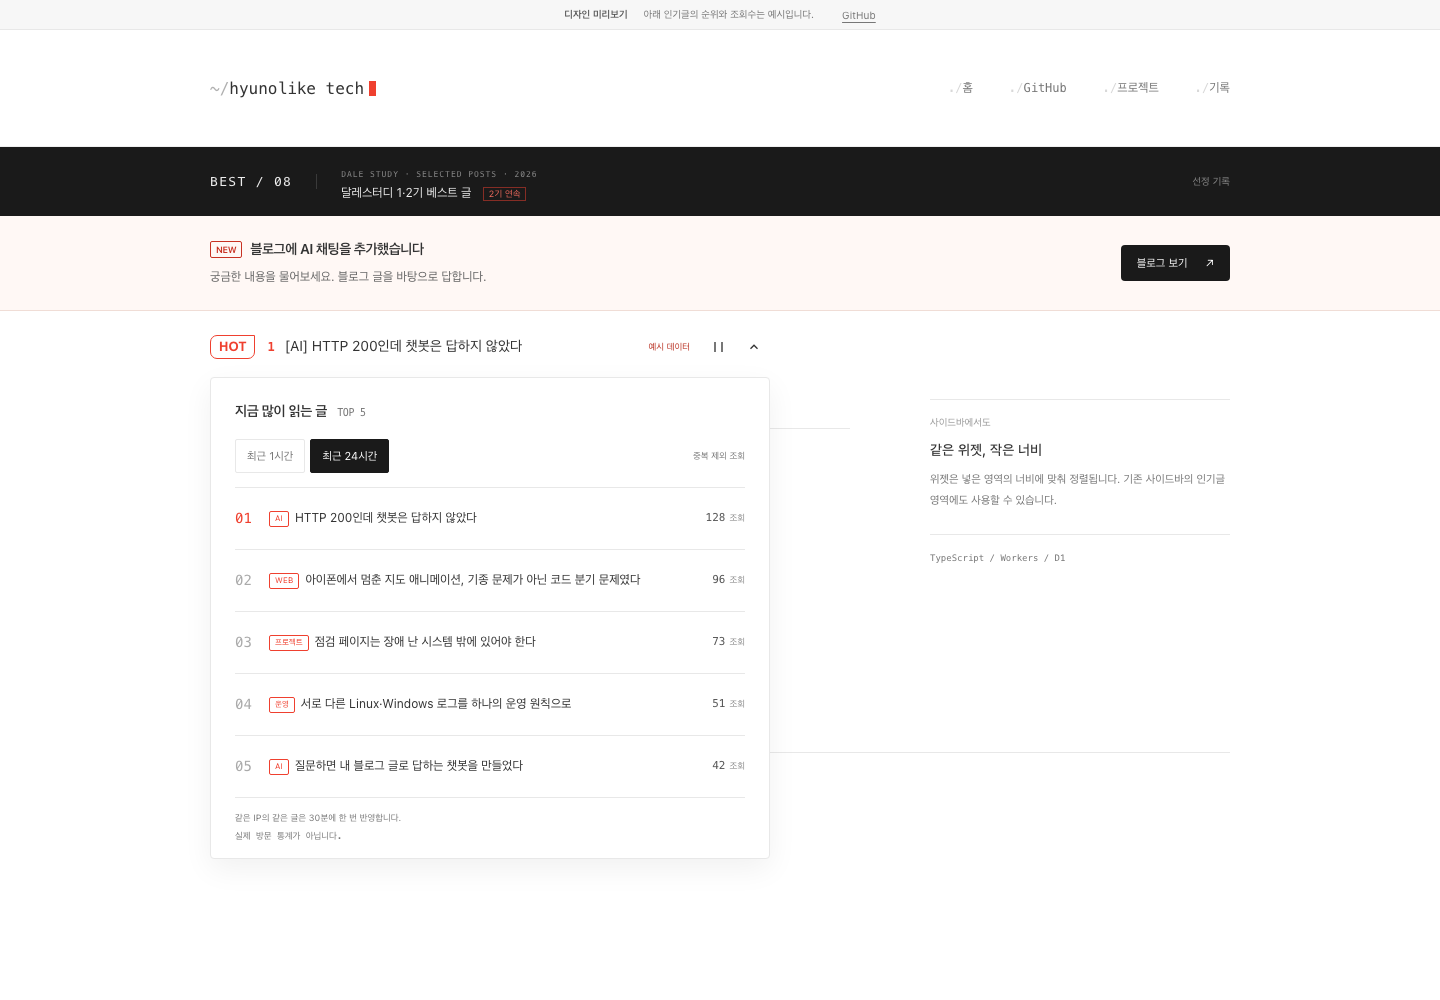 디자인 미리보기 아래 인기글의 순위와 조회수는 예시입니다. GitHub
~/hyunolike tech
./홈 ./GitHub ./프로젝트 ./기록
BEST / 08
DALE STUDY · SELECTED POSTS · 2026
달레스터디 1·2기 베스트 글 2기 연속
선정 기록
NEW 블로그에 AI 채팅을 추가했습니다
궁금한 내용을 물어보세요. 블로그 글을 바탕으로 답합니다.
블로그 보기
HOT 1 [AI] HTTP 200인데 챗봇은 답하지 않았다 예시 데이터
지금 많이 읽는 글 TOP 5
최근 1시간 최근 24시간 중복 제외 조회
01 AI HTTP 200인데 챗봇은 답하지 않았다 128 조회
02 WEB 아이폰에서 멈춘 지도 애니메이션, 기종 문제가 아닌 코드 분기 문제였다 96 조회
03 프로젝트 점검 페이지는 장애 난 시스템 밖에 있어야 한다 73 조회
04 운영 서로 다른 Linux·Windows 로그를 하나의 운영 원칙으로 51 조회
05 AI 질문하면 내 블로그 글로 답하는 챗봇을 만들었다 42 조회
같은 IP의 같은 글은 30분에 한 번 반영합니다.
실제 방문 통계가 아닙니다.
사이드바에서도
같은 위젯, 작은 너비
위젯은 넣은 영역의 너비에 맞춰 정렬됩니다. 기존 사이드바의 인기글
영역에도 사용할 수 있습니다.
TypeScript / Workers / D1